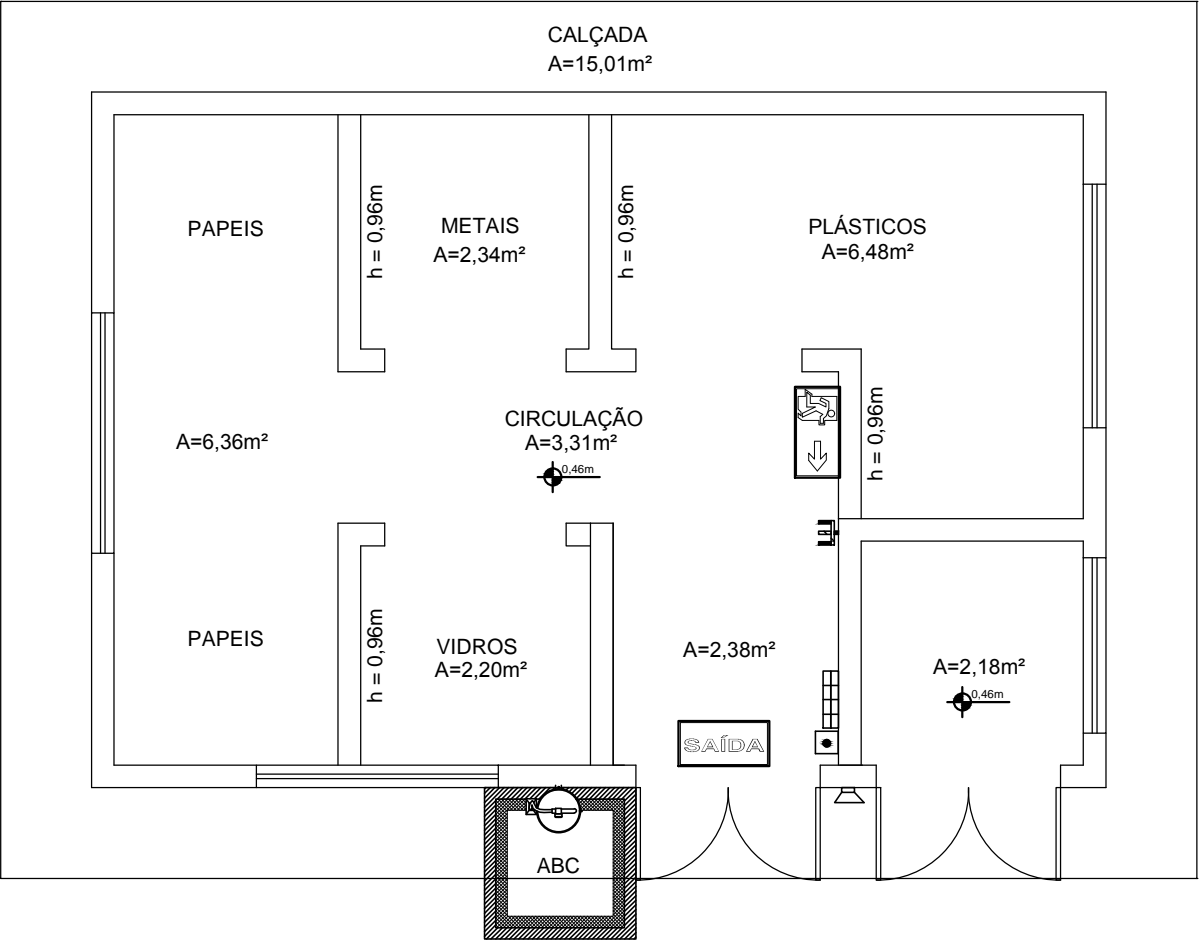 CALÇADA
A=15,01m²
PAPEIS
h = 0,96m
METAIS
A=2,34m²
h = 0,96m
PLÁSTICOS
A=6,48m²
A=6,36m²
CIRCULAÇÃO
A=3,31m²
0,46m
h = 0,96m
PAPEIS
h = 0,96m
VIDROS
A=2,20m²
A=2,38m²
A=2,18m²
0,46m
SAÍDA
ABC